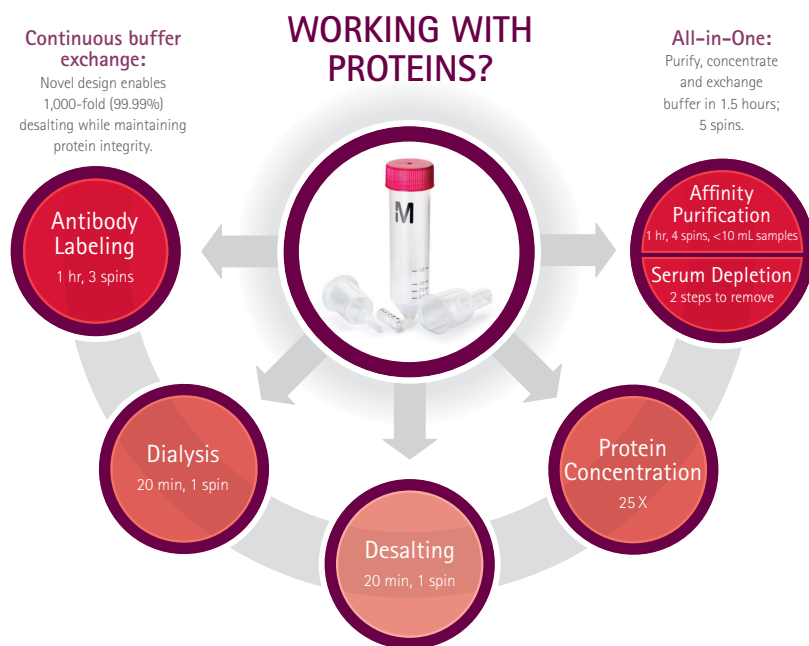 WORKING WITH
PROTEINS?
Continuous buffer
exchange:
Novel design enables
1,000-fold (99.99%)
desalting while maintaining
protein integrity.
All-in-One:
Purify, concentrate
and exchange
buffer in 1.5 hours;
5 spins.
M
Antibody
Labeling
1 hr, 3 spins
Affinity
Purification
1 hr, 4 spins, <10 mL samples
Serum Depletion
2 steps to remove
Dialysis
20 min, 1 spin
Protein
Concentration
25 X
Desalting
20 min, 1 spin